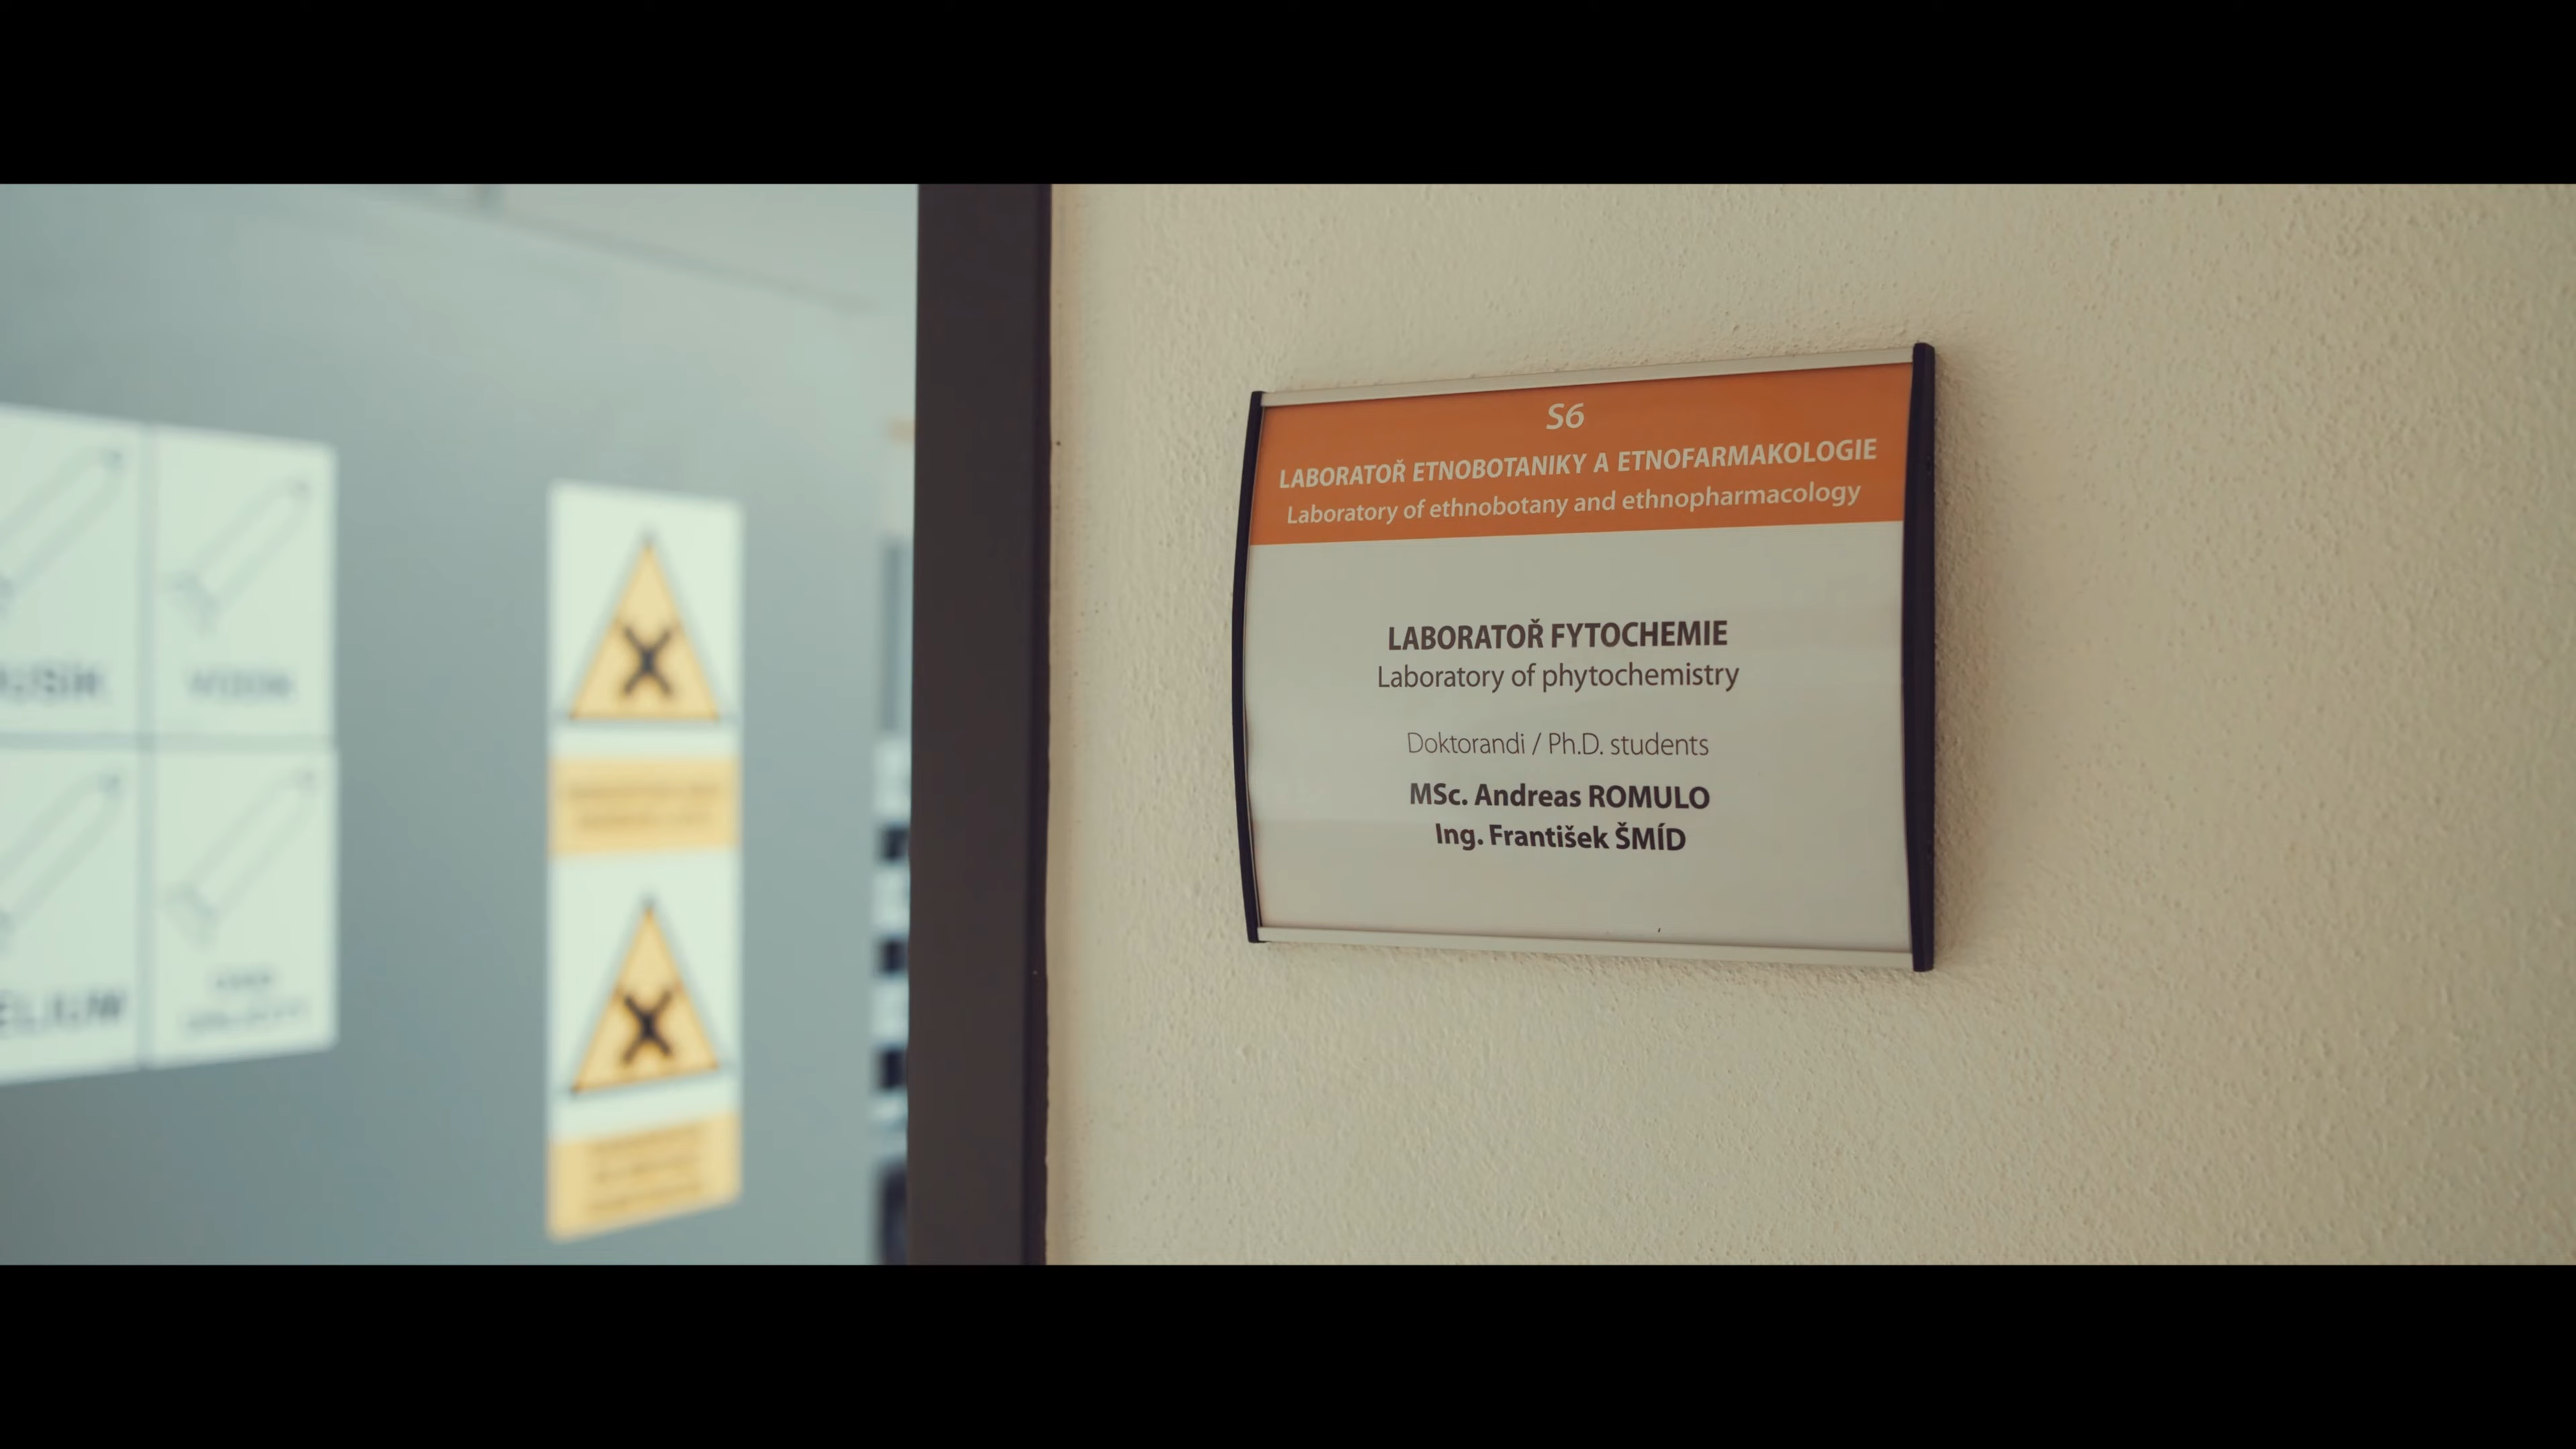 S6
LABORATOŘ ETNOBOTANIKY A ETNOFARMAKOLOGIE
Laboratory of ethnobotany and ethnopharmacology
LABORATOŘ FYTOCHEMIE
Laboratory of phytochemistry
Doktorandi / Ph.D. students
MSc. Andreas ROMULO
Ing. František ŠMÍD